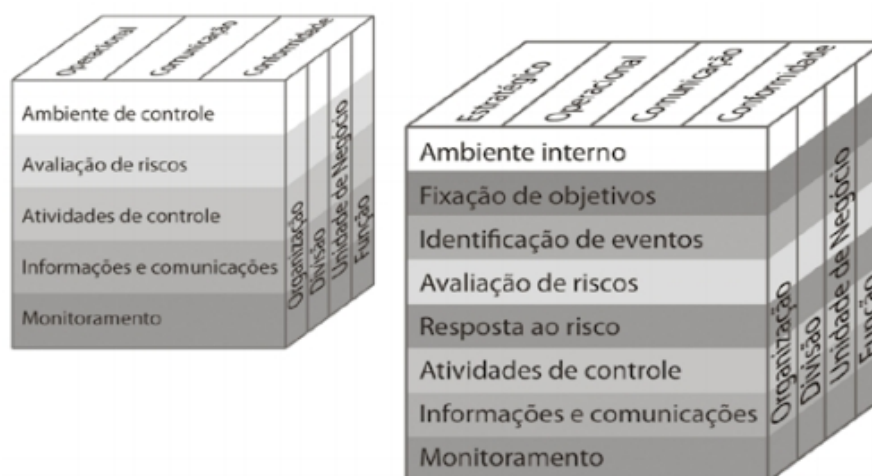 Operacional
Comunicação
Conformidade
Ambiente de controle
Avaliação de riscos
Atividades de controle
Informações e comunicações
Monitoramento
Organização
Divisão
Unidade de Negócio
Função
Estratégico
Operacional
Comunicação
Conformidade
Ambiente interno
Fixação de objetivos
Identificação de eventos
Avaliação de riscos
Resposta ao risco
Atividades de controle
Informações e comunicações
Monitoramento
Organização
Divisão
Unidade de Negócio
Função